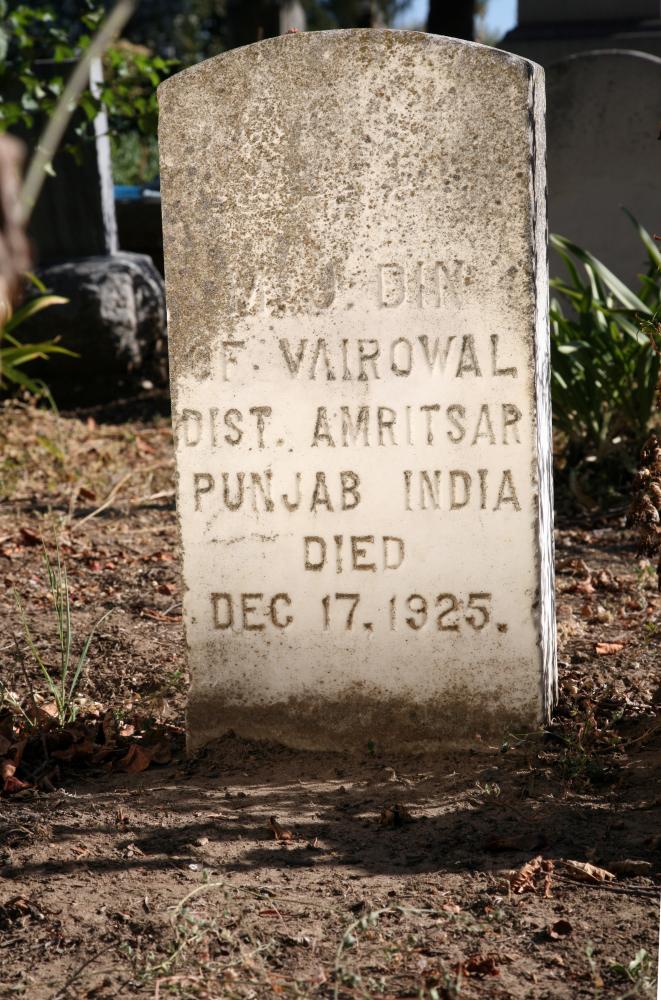 M. J. DIN
OF VAIROWAL
DIST. AMRITSAR
PUNJAB INDIA
DIED
DEC 17, 1925.